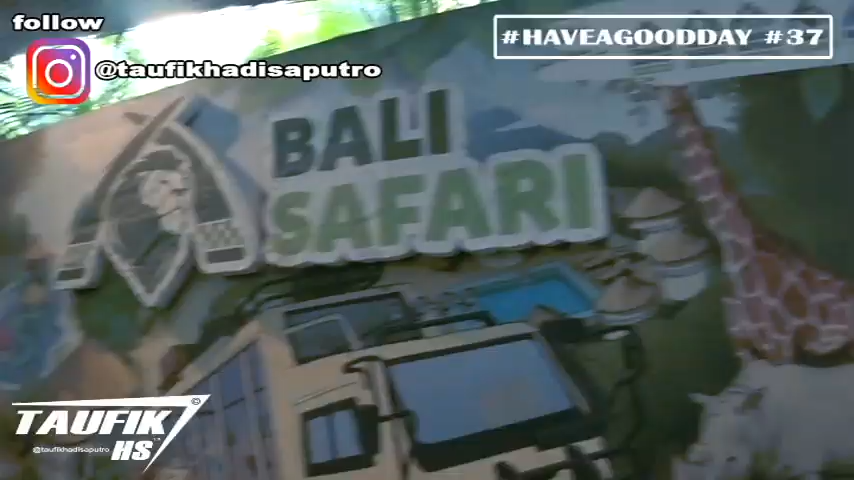 follow
@taufikhadisaputro
#HAVEAGOODDAY #37
BALI
SAFARI
TAUFIK
HS
@taufikhadisaputro